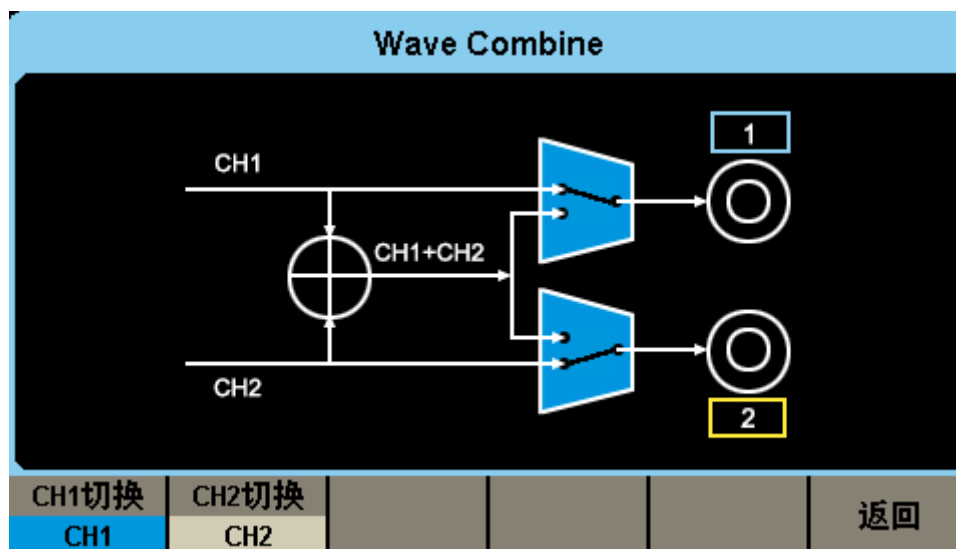 Wave Combine
1
CH1
CH1+CH2
CH2
2
CH1切换 CH2切换 返回
CH1 CH2